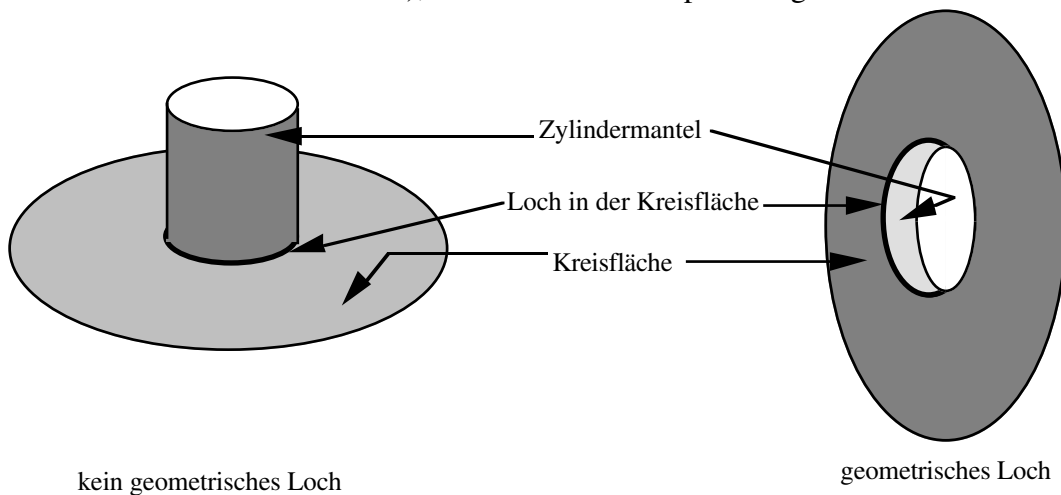 Zylindermantel
Loch in der Kreisfläche
Kreisfläche
kein geometrisches Loch
geometrisches Loch